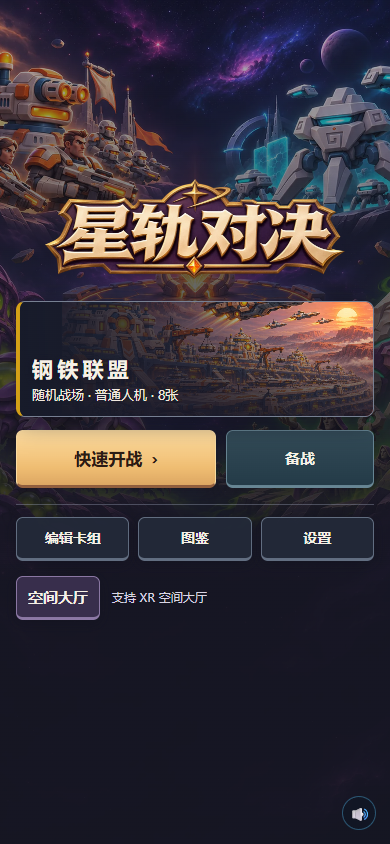 星轨对决
钢铁联盟
随机战场 · 普通人机 · 8张
快速开战 ›
备战
编辑卡组
图鉴
设置
空间大厅
支持 XR 空间大厅